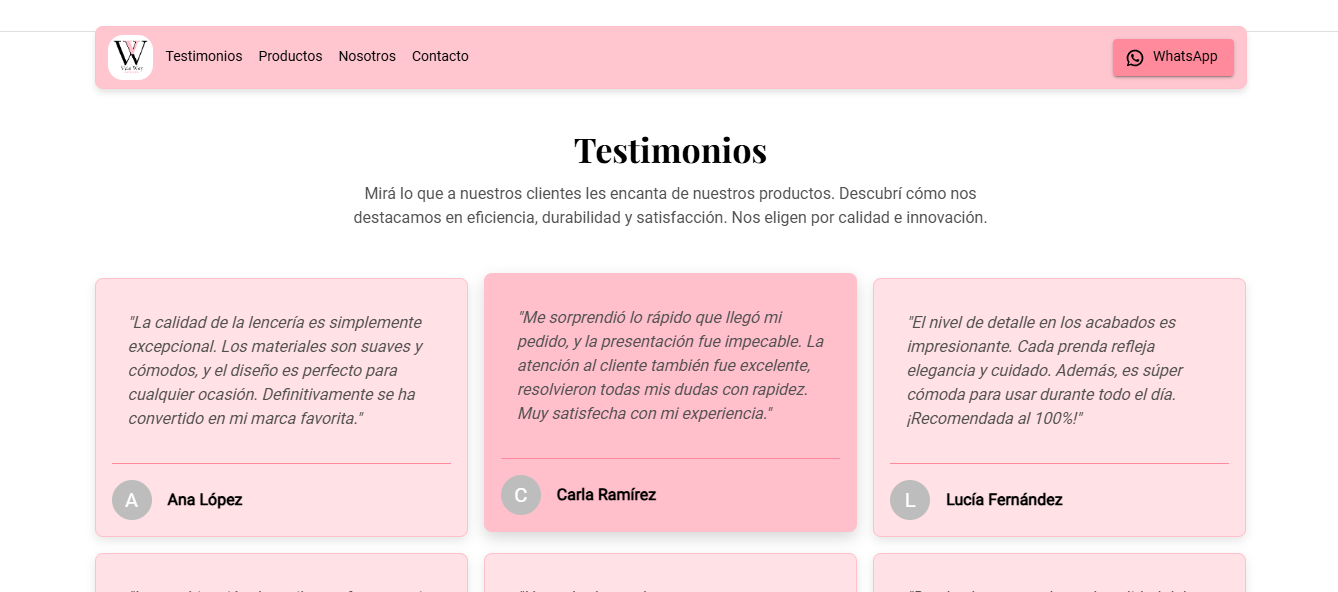 W
Testimonios
Productos
Nosotros
Contacto
WhatsApp
Testimonios
Mirá lo que a nuestros clientes les encanta de nuestros productos. Descubrí cómo nos
destacamos en eficiencia, durabilidad y satisfacción. Nos eligen por calidad e innovación.
"La calidad de la lencería es simplemente
excepcional. Los materiales son suaves y
cómodos, y el diseño es perfecto para
cualquier ocasión. Definitivamente se ha
convertido en mi marca favorita."
A
Ana López
"Me sorprendió lo rápido que llegó mi
pedido, y la presentación fue impecable. La
atención al cliente también fue excelente,
resolvieron todas mis dudas con rapidez.
Muy satisfecha con mi experiencia."
C
Carla Ramírez
"El nivel de detalle en los acabados es
impresionante. Cada prenda refleja
elegancia y cuidado. Además, es súper
cómoda para usar durante todo el día.
¡Recomendada al 100%!"
L
Lucía Fernández